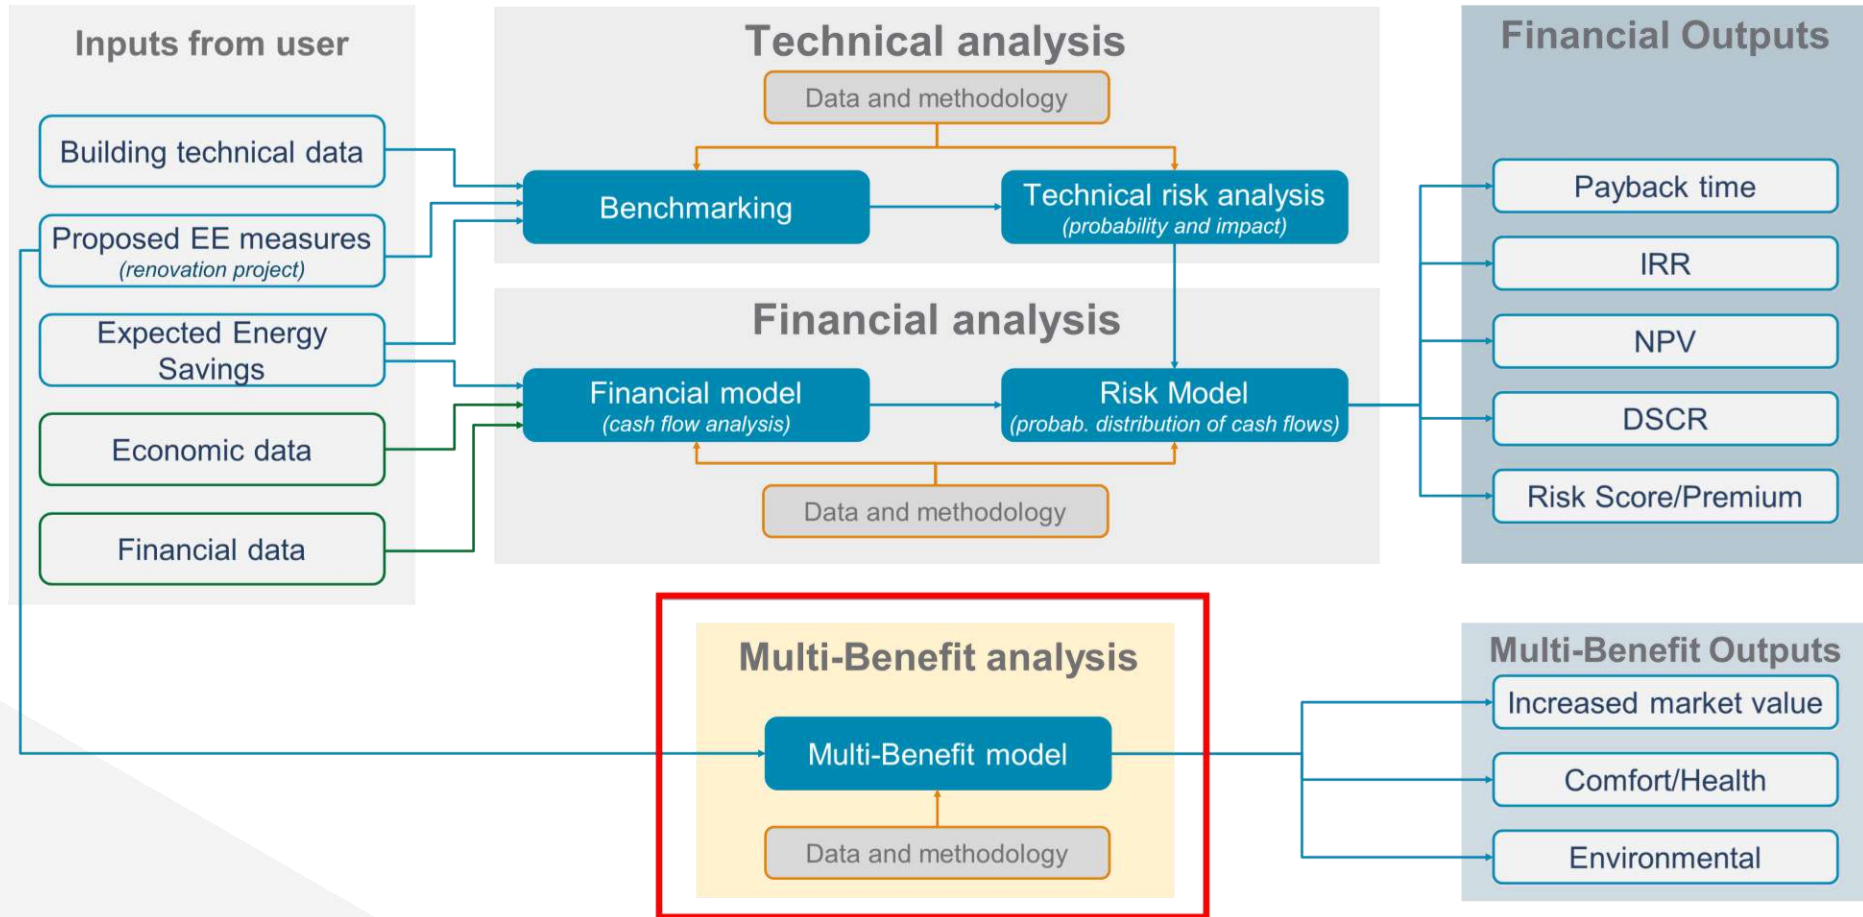 Inputs from user
Building technical data
Proposed EE measures
(renovation project)
Expected Energy
Savings
Economic data
Financial data
Technical analysis
Data and methodology
Benchmarking
Technical risk analysis
(probability and impact)
Financial analysis
Financial model
(cash flow analysis)
Risk Model
(probab. distribution of cash flows)
Data and methodology
Multi-Benefit analysis
Multi-Benefit model
Data and methodology
Financial Outputs
Payback time
IRR
NPV
DSCR
Risk Score/Premium
Multi-Benefit Outputs
Increased market value
Comfort/Health
Environmental